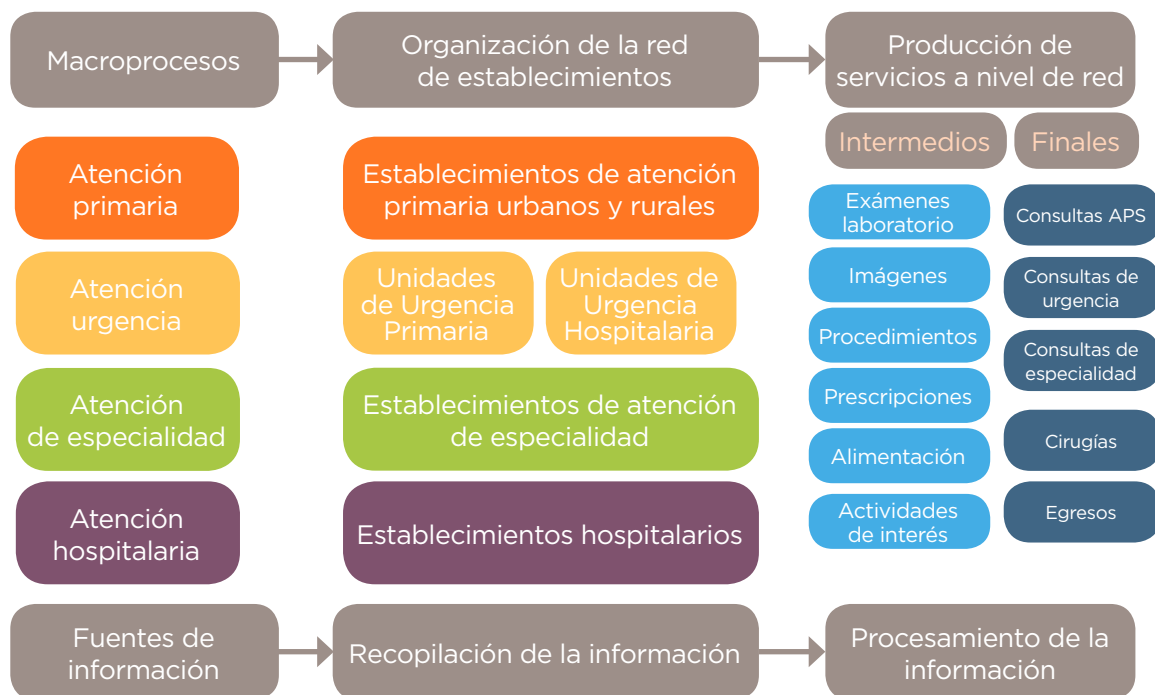 Macroprocesos
Organización de la red
de establecimientos
Producción de
servicios a nivel de red
Intermedios
Finales
Atención
primaria
Establecimientos de atención
primaria urbanos y rurales
Exámenes
laboratorio
Consultas APS
Atención
urgencia
Unidades
de Urgencia
Primaria
Unidades de
Urgencia
Hospitalaria
Imágenes
Consultas de
urgencia
Procedimientos
Consultas de
especialidad
Atención
de especialidad
Establecimientos de atención
de especialidad
Prescripciones
Alimentación
Cirugías
Atención
hospitalaria
Establecimientos hospitalarios
Actividades
de interés
Egresos
Fuentes de
información
Recopilación de la información
Procesamiento de la
información